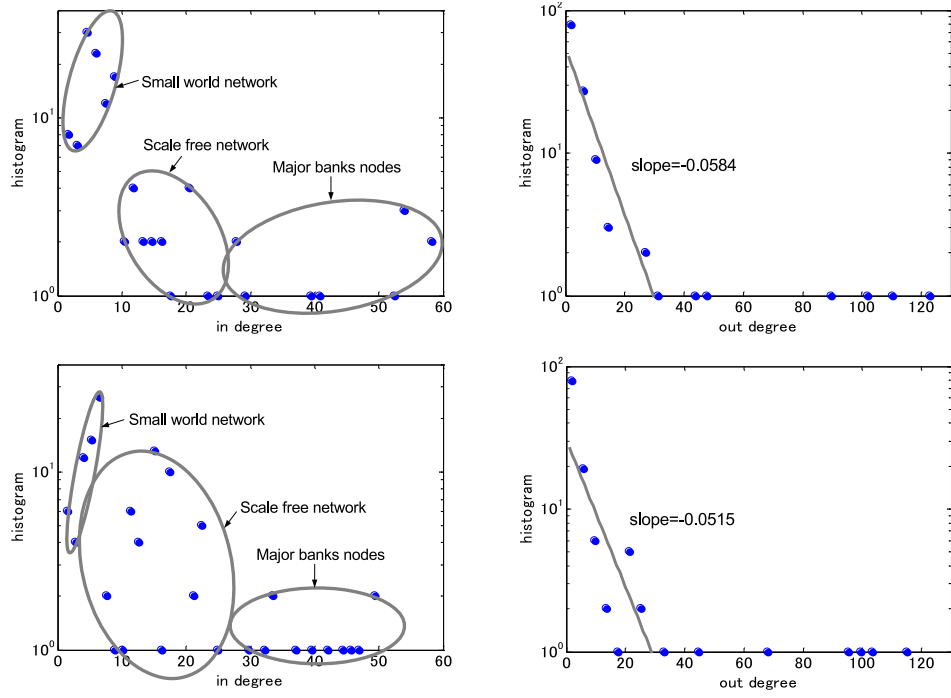 histogram
10^1
10^0
Small world network
Scale free network
Major banks nodes
0 10 20 30 40 50 60
in degree
histogram
10^2
10^1
10^0
slope=-0.0584
0 20 40 60 80 100 120
out degree
histogram
10^1
10^0
Small world network
Scale free network
Major banks nodes
0 10 20 30 40 50 60
in degree
histogram
10^2
10^1
10^0
slope=-0.0515
0 20 40 60 80 100 120
out degree